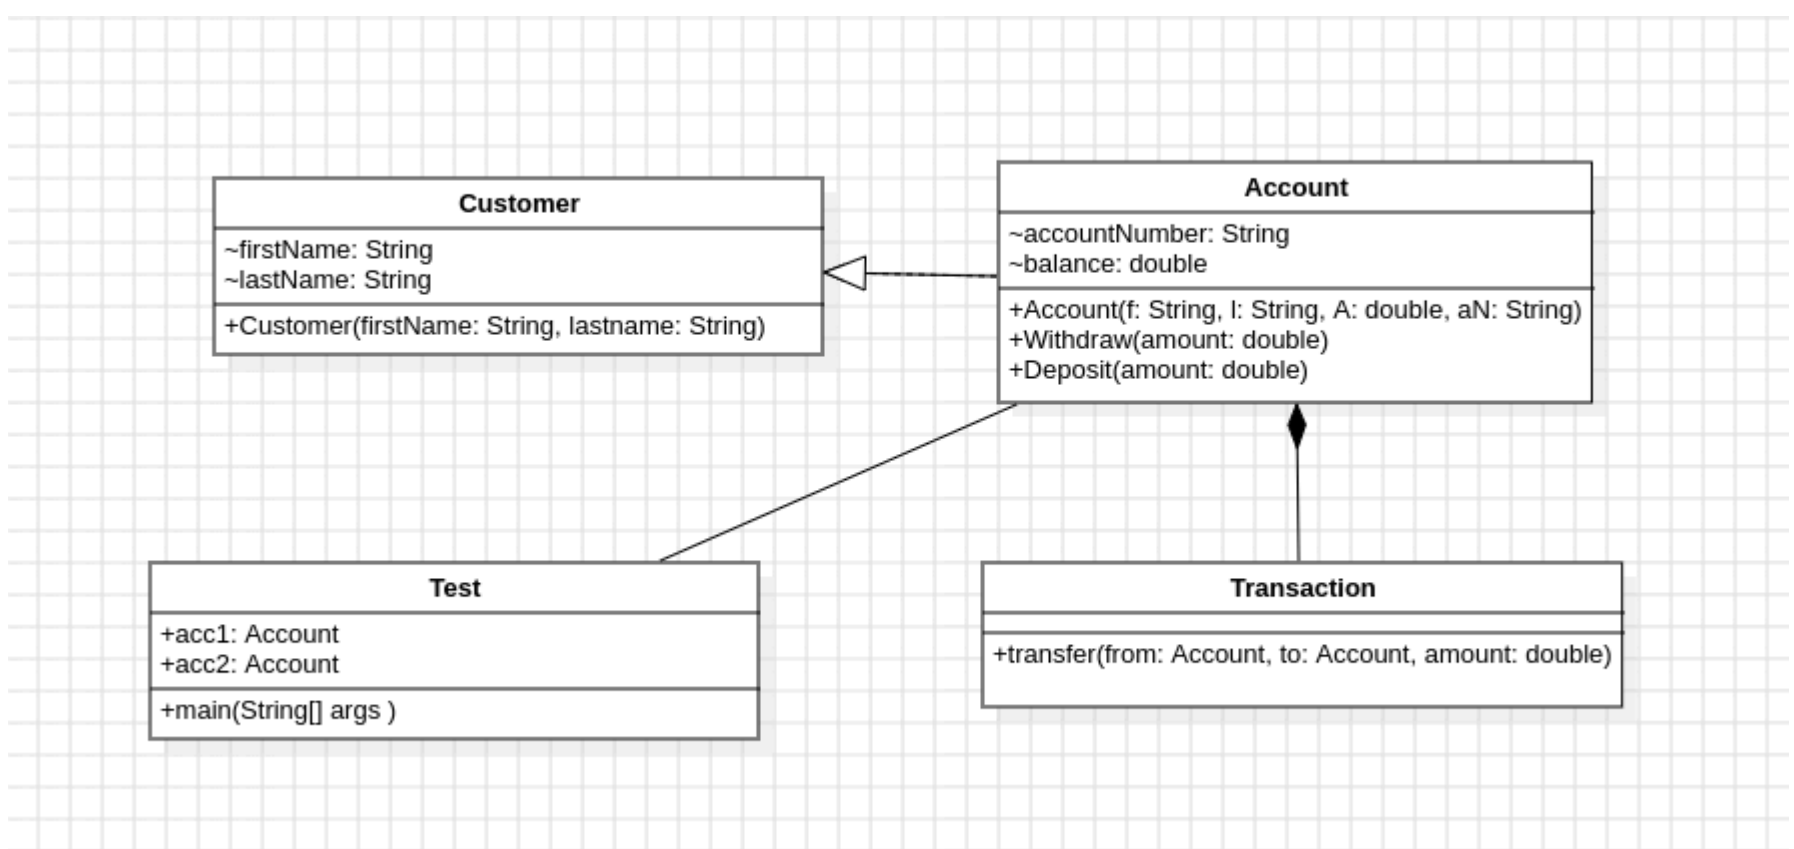 Customer
~firstName: String
~lastName: String
+Customer(firstName: String, lastname: String)
Account
~accountNumber: String
~balance: double
+Account(f: String, l: String, A: double, aN: String)
+Withdraw(amount: double)
+Deposit(amount: double)
Test
+acc1: Account
+acc2: Account
+main(String[] args )
Transaction
+transfer(from: Account, to: Account, amount: double)